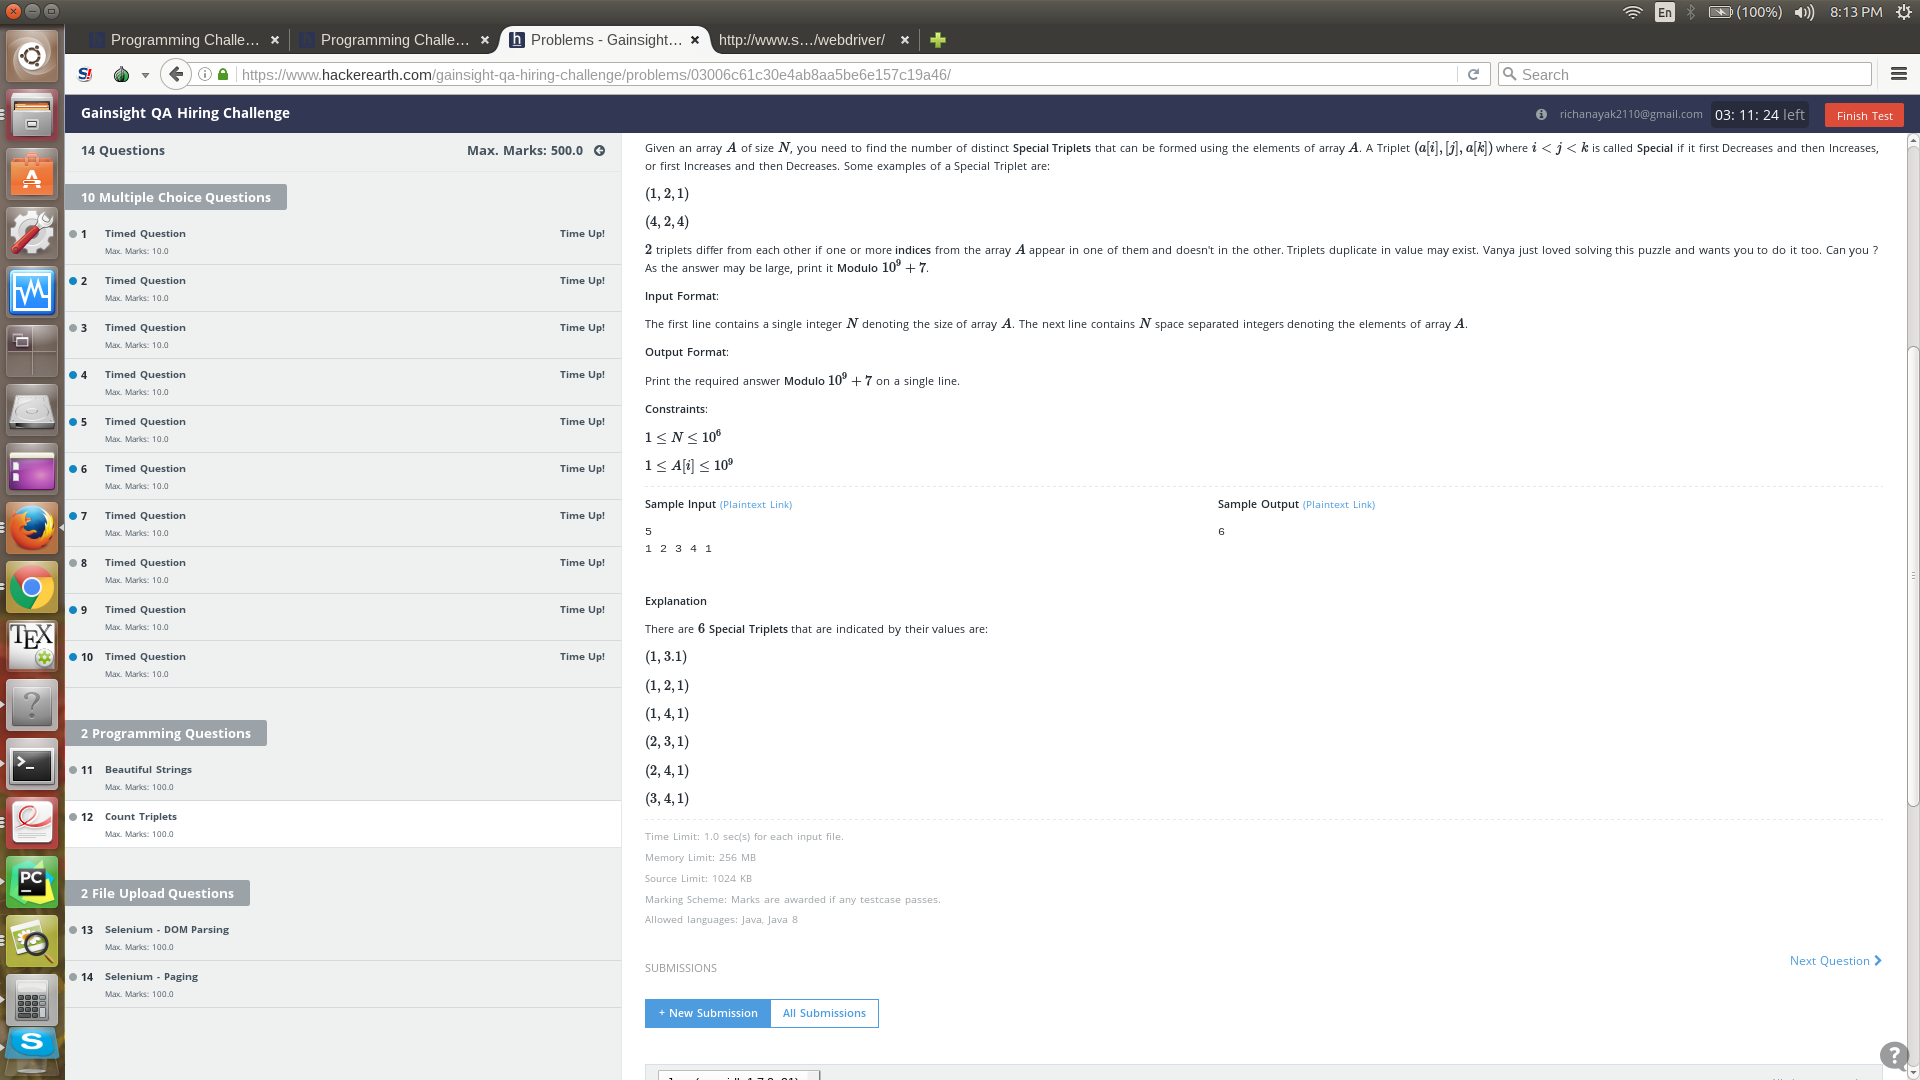 En
(100%)
8:13 PM
Programming Challe...
Programming Challe...
Problems - Gainsight...
http://www.s.../webdriver/
https://www.hackerearth.com/gainsight-qa-hiring-challenge/problems/03006c61c30e4ab8aa5be6e157c19a46/
Search
Gainsight QA Hiring Challenge
richanayak2110@gmail.com
03: 11: 24 left
Finish Test
14 Questions
Max. Marks: 500.0
10 Multiple Choice Questions
1 Timed Question Time Up!
Max. Marks: 10.0
2 Timed Question Time Up!
Max. Marks: 10.0
3 Timed Question Time Up!
Max. Marks: 10.0
4 Timed Question Time Up!
Max. Marks: 10.0
5 Timed Question Time Up!
Max. Marks: 10.0
6 Timed Question Time Up!
Max. Marks: 10.0
7 Timed Question Time Up!
Max. Marks: 10.0
8 Timed Question Time Up!
Max. Marks: 10.0
9 Timed Question Time Up!
Max. Marks: 10.0
10 Timed Question Time Up!
Max. Marks: 10.0
2 Programming Questions
11 Beautiful Strings
Max. Marks: 100.0
12 Count Triplets
Max. Marks: 100.0
2 File Upload Questions
13 Selenium - DOM Parsing
Max. Marks: 100.0
14 Selenium - Paging
Max. Marks: 100.0
Given an array A of size N, you need to find the number of distinct Special Triplets that can be formed using the elements of array A. A Triplet (a[i], [j], a[k]) where i < j < k is called Special if it first Decreases and then Increases,
or first Increases and then Decreases. Some examples of a Special Triplet are:
(1, 2, 1)
(4, 2, 4)
2 triplets differ from each other if one or more indices from the array A appear in one of them and doesn't in the other. Triplets duplicate in value may exist. Vanya just loved solving this puzzle and wants you to do it too. Can you ?
As the answer may be large, print it Modulo 10⁹ + 7.
Input Format:
The first line contains a single integer N denoting the size of array A. The next line contains N space separated integers denoting the elements of array A.
Output Format:
Print the required answer Modulo 10⁹ + 7 on a single line.
Constraints:
1 ≤ N ≤ 10⁶
1 ≤ A[i] ≤ 10⁹
Sample Input (Plaintext Link)
5
1 2 3 4 1
Sample Output (Plaintext Link)
6
Explanation
There are 6 Special Triplets that are indicated by their values are:
(1, 3.1)
(1, 2, 1)
(1, 4, 1)
(2, 3, 1)
(2, 4, 1)
(3, 4, 1)
Time Limit: 1.0 sec(s) for each input file.
Memory Limit: 256 MB
Source Limit: 1024 KB
Marking Scheme: Marks are awarded if any testcase passes.
Allowed languages: Java, Java 8
SUBMISSIONS
Next Question
+ New Submission
All Submissions
?
TEX
?
>_
PC
S